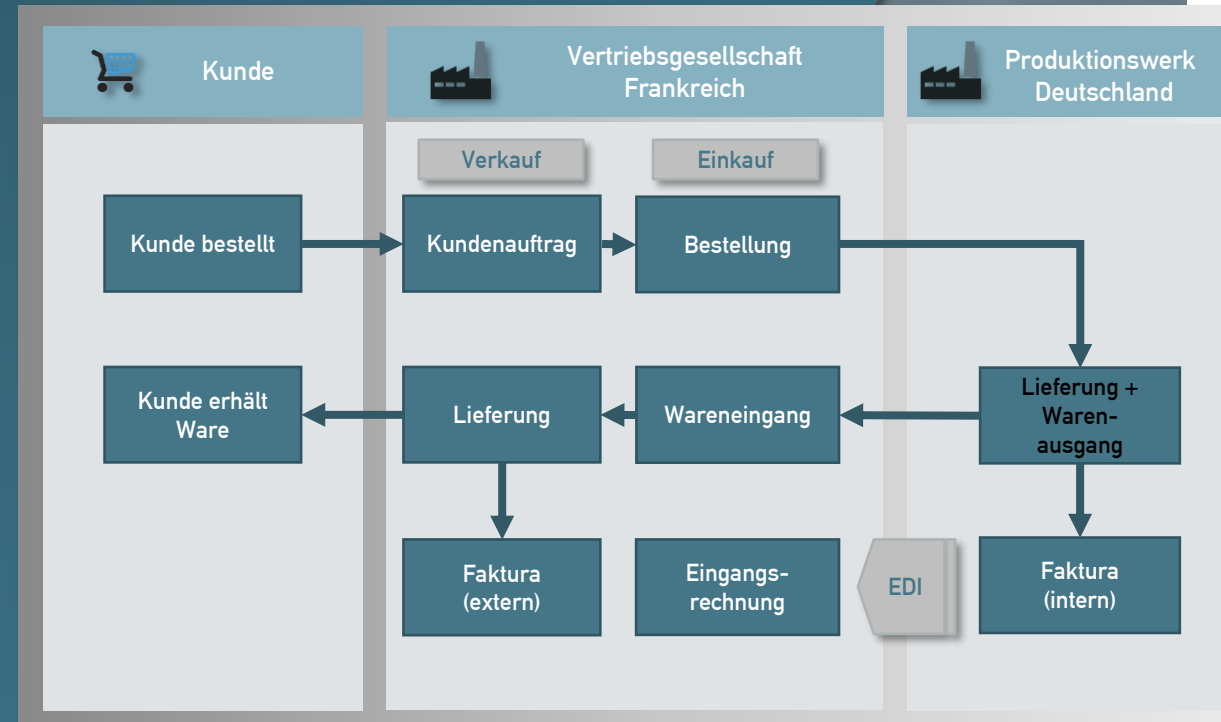 Kunde
Vertriebsgesellschaft
Frankreich
Produktionswerk
Deutschland
Verkauf
Einkauf
Kunde bestellt
Kundenauftrag
Bestellung
Kunde erhält
Ware
Lieferung
Wareneingang
Lieferung +
Waren-
ausgang
Faktura
(extern)
Eingangs-
rechnung
EDI
Faktura
(intern)